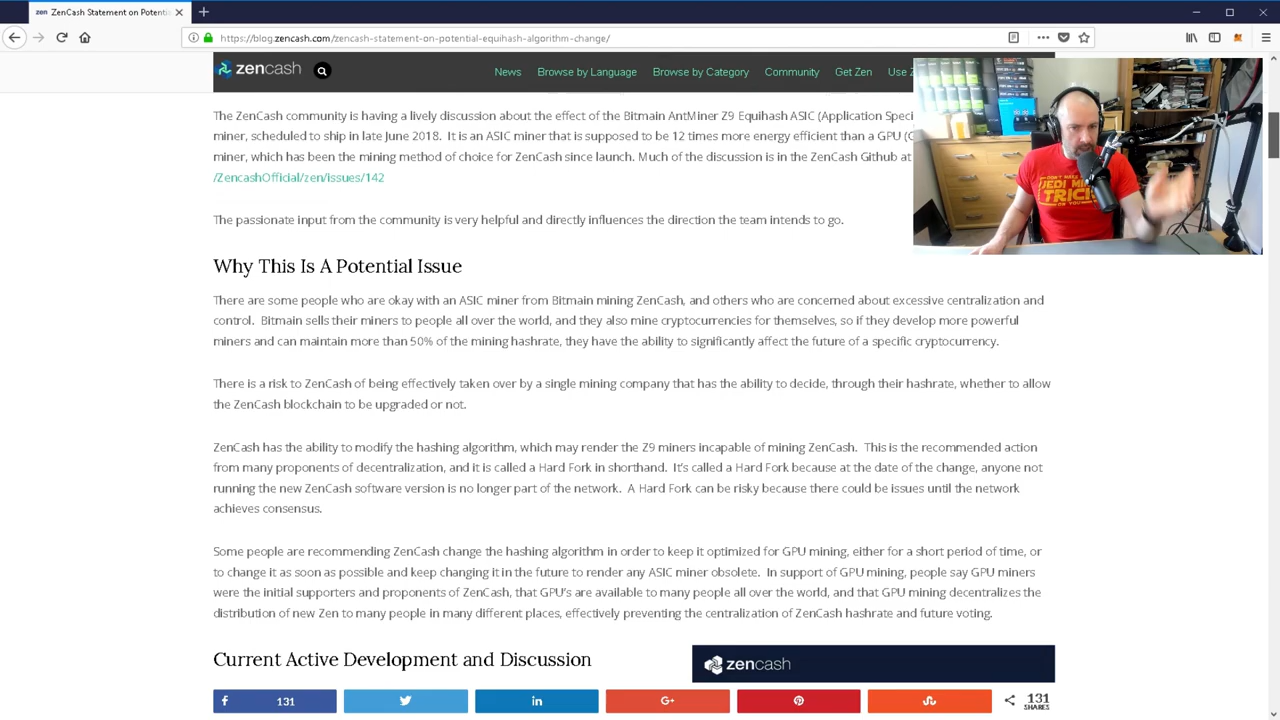 zen ZenCash Statement on Potenti
https://blog.zencash.com/zencash-statement-on-potential-equihash-algorithm-change/
zencash
News Browse by Language Browse by Category Community Get Zen Use
The ZenCash community is having a lively discussion about the effect of the Bitmain AntMiner Z9 Equihash ASIC (Application Speci
miner, scheduled to ship in late June 2018. It is an ASIC miner that is supposed to be 12 times more energy efficient than a GPU (
miner, which has been the mining method of choice for ZenCash since launch. Much of the discussion is in the ZenCash Github at
/ZencashOfficial/zen/issues/142
The passionate input from the community is very helpful and directly influences the direction the team intends to go.
Why This Is A Potential Issue
There are some people who are okay with an ASIC miner from Bitmain mining ZenCash, and others who are concerned about excessive centralization and
control. Bitmain sells their miners to people all over the world, and they also mine cryptocurrencies for themselves, so if they develop more powerful
miners and can maintain more than 50% of the mining hashrate, they have the ability to significantly affect the future of a specific cryptocurrency.
There is a risk to ZenCash of being effectively taken over by a single mining company that has the ability to decide, through their hashrate, whether to allow
the ZenCash blockchain to be upgraded or not.
ZenCash has the ability to modify the hashing algorithm, which may render the Z9 miners incapable of mining ZenCash. This is the recommended action
from many proponents of decentralization, and it is called a Hard Fork in shorthand. It's called a Hard Fork because at the date of the change, anyone not
running the new ZenCash software version is no longer part of the network. A Hard Fork can be risky because there could be issues until the network
achieves consensus.
Some people are recommending ZenCash change the hashing algorithm in order to keep it optimized for GPU mining, either for a short period of time, or
to change it as soon as possible and keep changing it in the future to render any ASIC miner obsolete. In support of GPU mining, people say GPU miners
were the initial supporters and proponents of ZenCash, that GPU's are available to many people all over the world, and that GPU mining decentralizes the
distribution of new Zen to many people in many different places, effectively preventing the centralization of ZenCash hashrate and future voting.
Current Active Development and Discussion
zencash
131
131
SHARES
JEDI MIN
TRICK